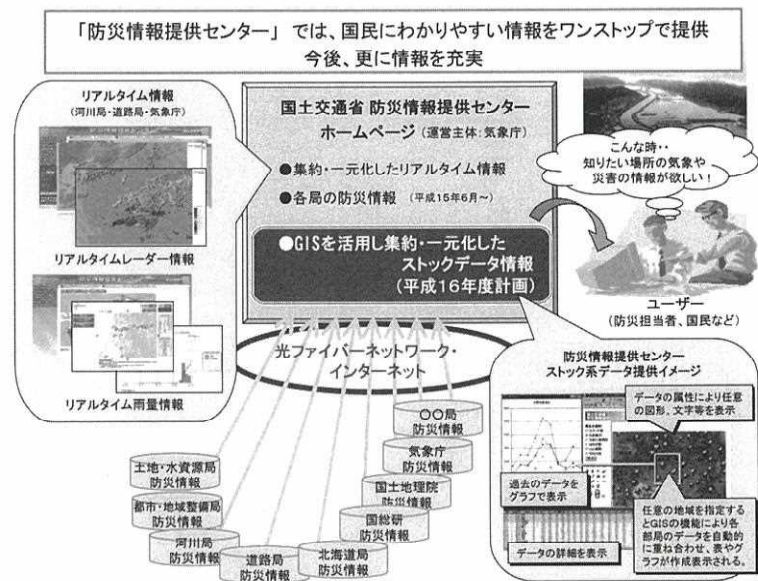 「防災情報提供センター」 では、国民にわかりやすい情報をワンストップで提供
今後、更に情報を充実
リアルタイム情報
(河川局・道路局・気象庁)
リアルタイムレーダー情報
リアルタイム雨量情報
国土交通省 防災情報提供センター
ホームページ (運営主体:気象庁)
●集約・一元化したリアルタイム情報
●各局の防災情報 (平成15年6月~)
●GISを活用し集約・一元化した
ストックデータ情報
(平成16年度計画)
こんな時・・
知りたい場所の気象や
災害の情報が欲しい!
ユーザー
(防災担当者、国民など)
光ファイバーネットワーク・
インターネット
〇〇局
防災情報
気象庁
防災情報
国土地理院
防災情報
国総研
防災情報
北海道局
防災情報
道路局
防災情報
河川局
防災情報
都市・地域整備局
防災情報
土地・水資源局
防災情報
防災情報提供センター
ストック系データ提供イメージ
データの属性により任意
の図形、文字等を表示
過去のデータを
グラフで表示
データの詳細を表示
任意の地域を指定する
とGISの機能により各
部局のデータを自動的
に重ね合わせ、表やグ
ラフが作成表示される。